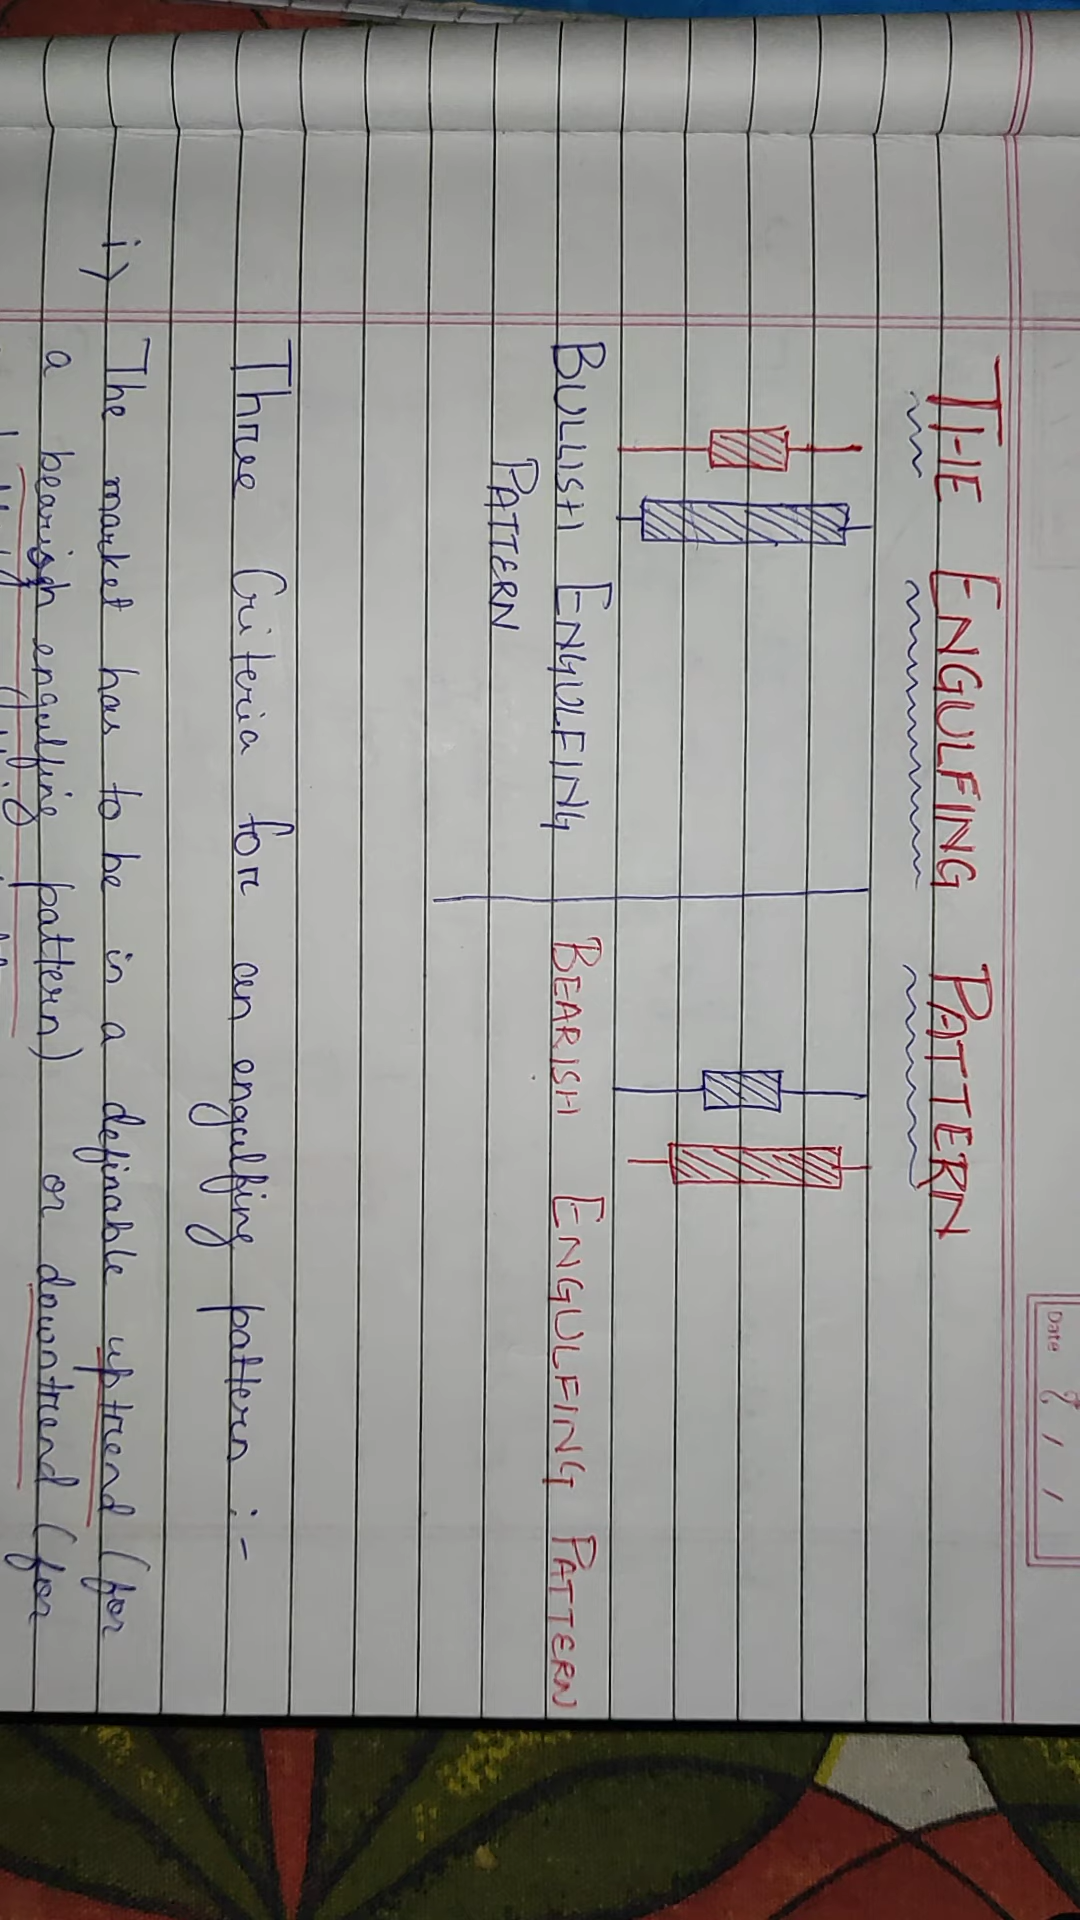 Date / /
THE ENGULFING PATTERN
BULLISH ENGULFING BEARISH ENGULFING PATTERN
PATTERN
Three Criteria for an engulfing pattern :-
i) The market has to be in a definable uptrend (for
a bearish engulfing pattern) or downtrend (for